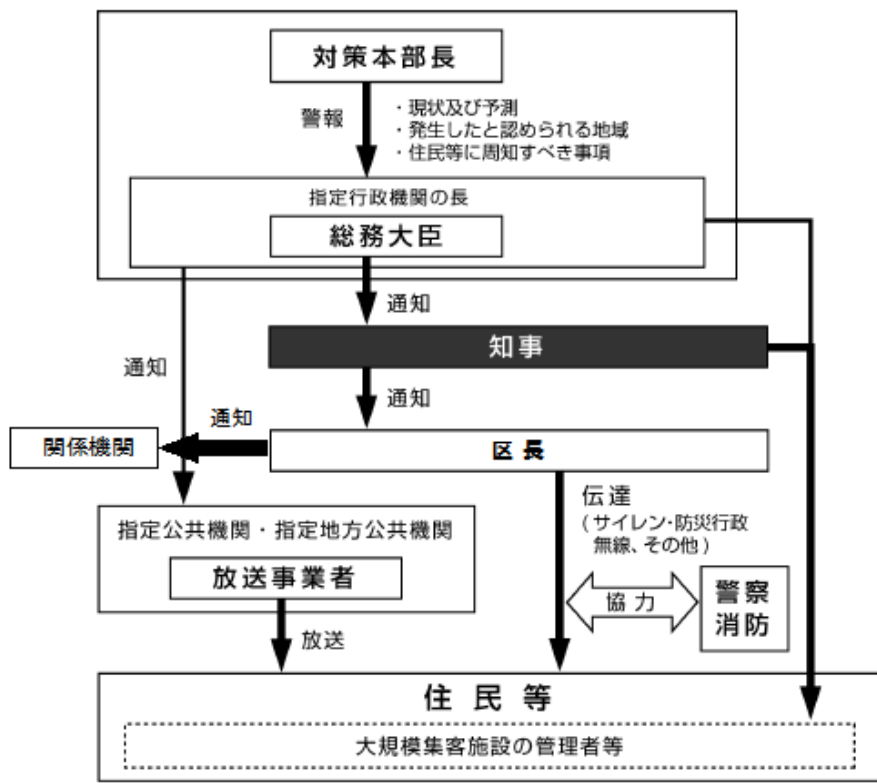 対策本部長
警報
・現状及び予測
・発生したと認められる地域
・住民等に周知すべき事項
指定行政機関の長
総務大臣
通知
知事
通知
通知
通知
関係機関
区長
伝達
(サイレン・防災行政
無線、その他)
指定公共機関・指定地方公共機関
放送事業者
協力
警察
消防
放送
住民等
大規模集客施設の管理者等